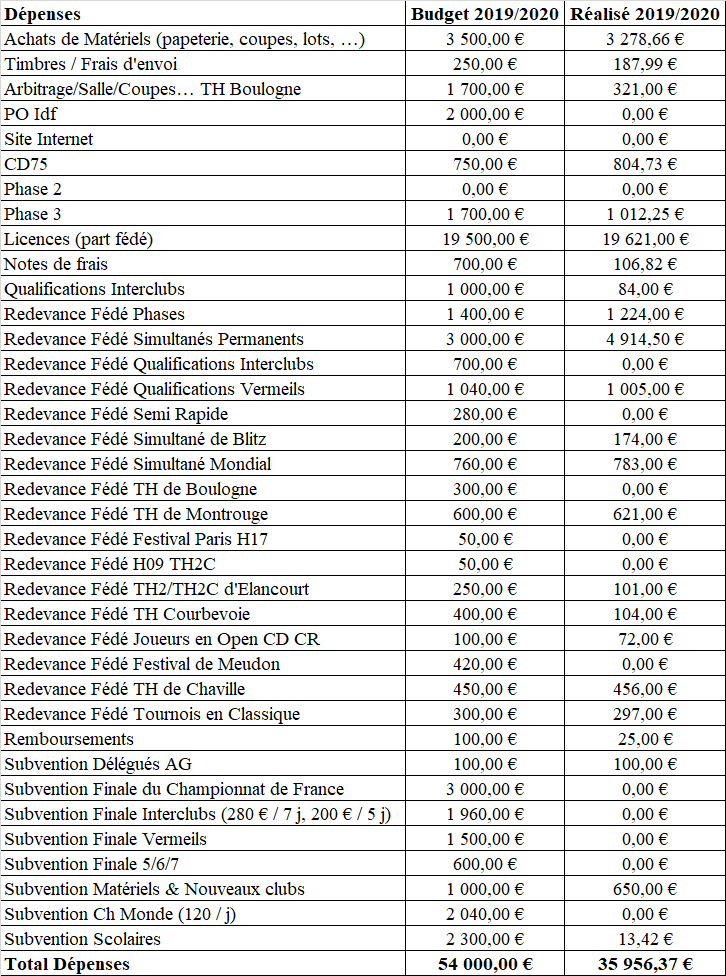 Dépenses Budget 2019/2020 Réalisé 2019/2020
Achats de Matériels (papeterie, coupes, lots, …) 3 500,00 € 3 278,66 €
Timbres / Frais d'envoi 250,00 € 187,99 €
Arbitrage/Salle/Coupes… TH Boulogne 1 700,00 € 321,00 €
PO Idf 2 000,00 € 0,00 €
Site Internet 0,00 € 0,00 €
CD75 750,00 € 804,73 €
Phase 2 0,00 € 0,00 €
Phase 3 1 700,00 € 1 012,25 €
Licences (part fédé) 19 500,00 € 19 621,00 €
Notes de frais 700,00 € 106,82 €
Qualifications Interclubs 1 000,00 € 84,00 €
Redevance Fédé Phases 1 400,00 € 1 224,00 €
Redevance Fédé Simultanés Permanents 3 000,00 € 4 914,50 €
Redevance Fédé Qualifications Interclubs 700,00 € 0,00 €
Redevance Fédé Qualifications Vermeils 1 040,00 € 1 005,00 €
Redevance Fédé Semi Rapide 280,00 € 0,00 €
Redevance Fédé Simultané de Blitz 200,00 € 174,00 €
Redevance Fédé Simultané Mondial 760,00 € 783,00 €
Redevance Fédé TH de Boulogne 300,00 € 0,00 €
Redevance Fédé TH de Montrouge 600,00 € 621,00 €
Redevance Fédé Festival Paris H17 50,00 € 0,00 €
Redevance Fédé H09 TH2C 50,00 € 0,00 €
Redevance Fédé TH2/TH2C d'Elancourt 250,00 € 101,00 €
Redevance Fédé TH Courbevoie 400,00 € 104,00 €
Redevance Fédé Joueurs en Open CD CR 100,00 € 72,00 €
Redevance Fédé Festival de Meudon 420,00 € 0,00 €
Redevance Fédé TH de Chaville 450,00 € 456,00 €
Redevance Fédé Tournois en Classique 300,00 € 297,00 €
Remboursements 100,00 € 25,00 €
Subvention Délégués AG 100,00 € 100,00 €
Subvention Finale du Championnat de France 3 000,00 € 0,00 €
Subvention Finale Interclubs (280 € / 7 j, 200 € / 5 j) 1 960,00 € 0,00 €
Subvention Finale Vermeils 1 500,00 € 0,00 €
Subvention Finale 5/6/7 600,00 € 0,00 €
Subvention Matériels & Nouveaux clubs 1 000,00 € 650,00 €
Subvention Ch Monde (120 / j) 2 040,00 € 0,00 €
Subvention Scolaires 2 300,00 € 13,42 €
Total Dépenses 54 000,00 € 35 956,37 €